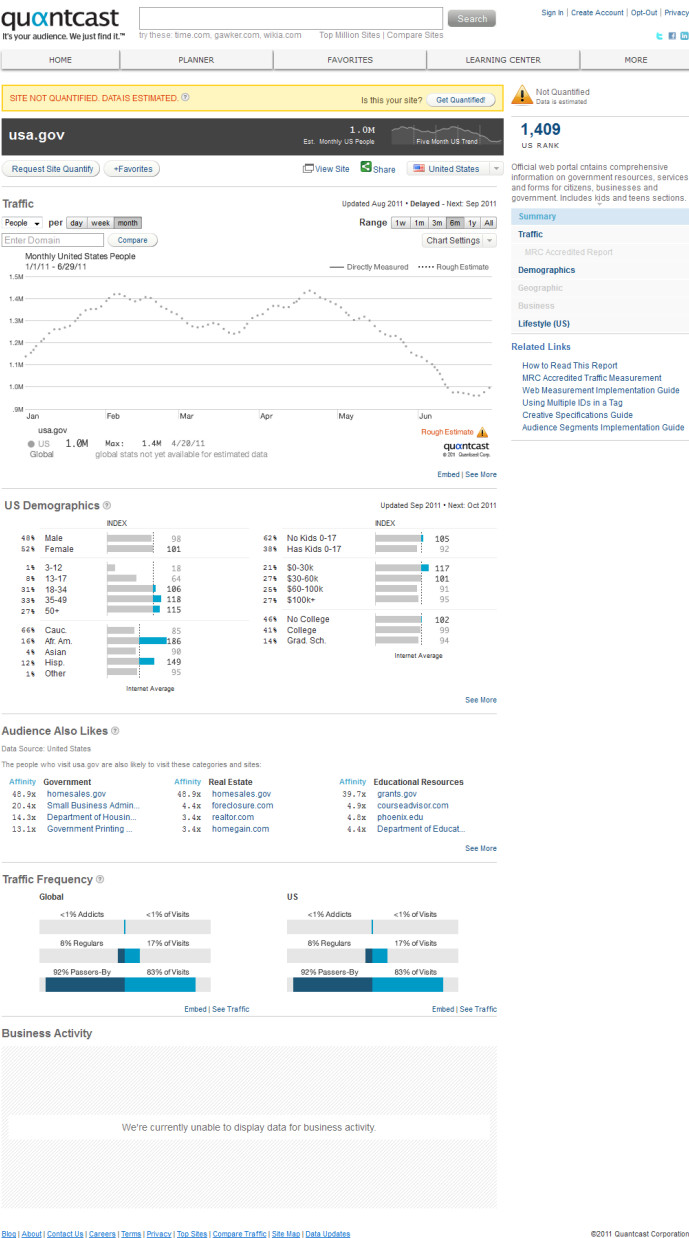 quantcast
It's your audience. We just find it.™
Search
try these: time.com, gawker.com, wikia.com Top Million Sites | Compare Sites
Sign In | Create Account | Opt-Out | Privacy
HOME PLANNER FAVORITES LEARNING CENTER MORE
SITE NOT QUANTIFIED. DATA IS ESTIMATED.
Is this your site? Get Quantified!
Not Quantified
Data is estimated
usa.gov
1.0M
Est. Monthly US People
Five Month US Trend
1,409
US RANK
Request Site Quantify +Favorites View Site Share United States
Official web portal cntains comprehensive
information on government resources, services
and forms for citizens, businesses and
government. Includes kids and teens sections.
Summary
Traffic
MRC Accredited Report
Demographics
Geographic
Business
Lifestyle (US)
Related Links
How to Read This Report
MRC Accredited Traffic Measurement
Web Measurement Implementation Guide
Using Multiple IDs in a Tag
Creative Specifications Guide
Audience Segments Implementation Guide
Traffic
Updated Aug 2011 • Delayed - Next: Sep 2011
People per day week month
Range 1w 1m 3m 6m 1y All
Enter Domain Compare
Chart Settings
Monthly United States People
1/1/11 - 6/29/11
Directly Measured Rough Estimate
1.5M
1.4M
1.3M
1.2M
1.1M
1.0M
.9M
Jan Feb Mar Apr May Jun
usa.gov
Rough Estimate
US 1.0M Max: 1.4M 4/20/11
Global global stats not yet available for estimated data
quantcast
© 2011 Quantcast Corp.
Embed | See More
US Demographics
Updated Sep 2011 • Next: Oct 2011
INDEX
48% Male 98
52% Female 101
1% 3-12 18
8% 13-17 64
31% 18-34 106
33% 35-49 118
27% 50+ 115
66% Cauc. 85
16% Afr. Am. 186
4% Asian 90
12% Hisp. 149
1% Other 95
Internet Average
INDEX
62% No Kids 0-17 105
38% Has Kids 0-17 92
21% $0-30k 117
27% $30-60k 101
25% $60-100k 91
27% $100k+ 95
46% No College 102
41% College 99
14% Grad. Sch. 94
Internet Average
See More
Audience Also Likes
Data Source: United States
The people who visit usa.gov are also likely to visit these categories and sites:
Affinity Government
48.9x homesales.gov
20.4x Small Business Admin...
14.3x Department of Housin...
13.1x Government Printing ...
Affinity Real Estate
48.9x homesales.gov
4.4x foreclosure.com
3.4x realtor.com
3.4x homegain.com
Affinity Educational Resources
39.7x grants.gov
4.9x courseadvisor.com
4.8x phoenix.edu
4.4x Department of Educat...
See More
Traffic Frequency
Global
<1% Addicts <1% of Visits
8% Regulars 17% of Visits
92% Passers-By 83% of Visits
Embed | See Traffic
US
<1% Addicts <1% of Visits
8% Regulars 17% of Visits
92% Passers-By 83% of Visits
Embed | See Traffic
Business Activity
We're currently unable to display data for business activity.
Blog | About | Contact Us | Careers | Terms | Privacy | Top Sites | Compare Traffic | Site Map | Data Updates
©2011 Quantcast Corporation